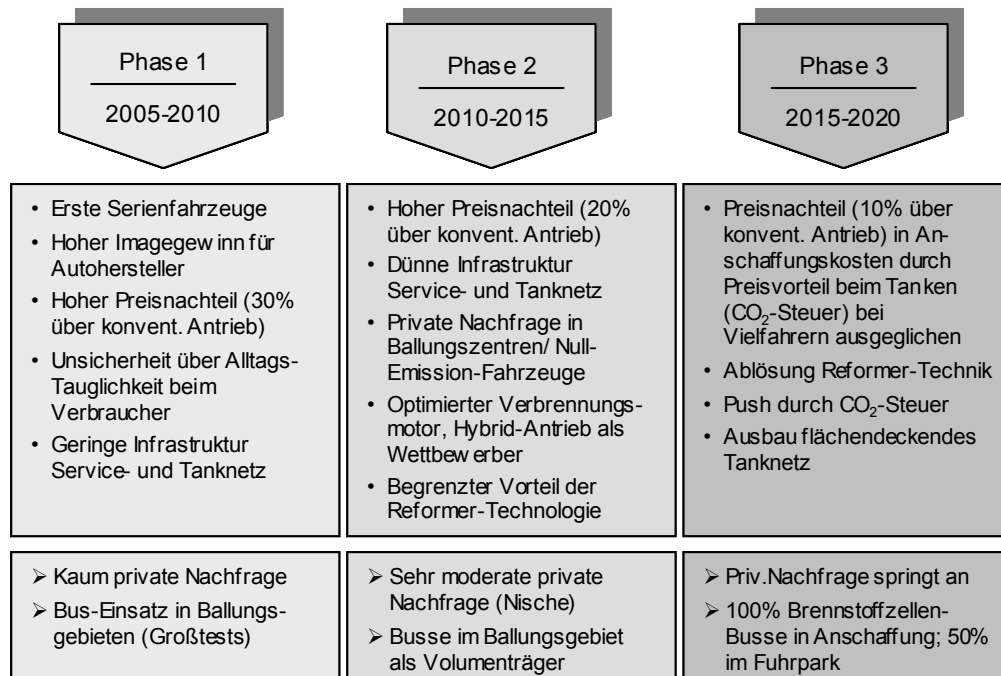 Phase 1
2005-2010
Phase 2
2010-2015
Phase 3
2015-2020
• Erste Serienfahrzeuge
• Hoher Imagegewinn für
Autohersteller
• Hoher Preisnachteil (30%
über konvent. Antrieb)
• Unsicherheit über Alltags-
Tauglichkeit beim
Verbraucher
• Geringe Infrastruktur
Service- und Tanknetz
• Hoher Preisnachteil (20%
über konvent. Antrieb)
• Dünne Infrastruktur
Service- und Tanknetz
• Private Nachfrage in
Ballungszentren/ Null-
Emission-Fahrzeuge
• Optimierter Verbrennungs-
motor, Hybrid-Antrieb als
Wettbewerber
• Begrenzter Vorteil der
Reformer-Technologie
• Preisnachteil (10% über
konvent. Antrieb) in An-
schaffungskosten durch
Preisvorteil beim Tanken
(CO₂-Steuer) bei
Vielfahrern ausgeglichen
• Ablösung Reformer-Technik
• Push durch CO₂-Steuer
• Ausbau flächendeckendes
Tanknetz
➢ Kaum private Nachfrage
➢ Bus-Einsatz in Ballungs-
gebieten (Großtests)
➢ Sehr moderate private
Nachfrage (Nische)
➢ Busse im Ballungsgebiet
als Volumenträger
➢ Priv.Nachfrage springt an
➢ 100% Brennstoffzellen-
Busse in Anschaffung; 50%
im Fuhrpark